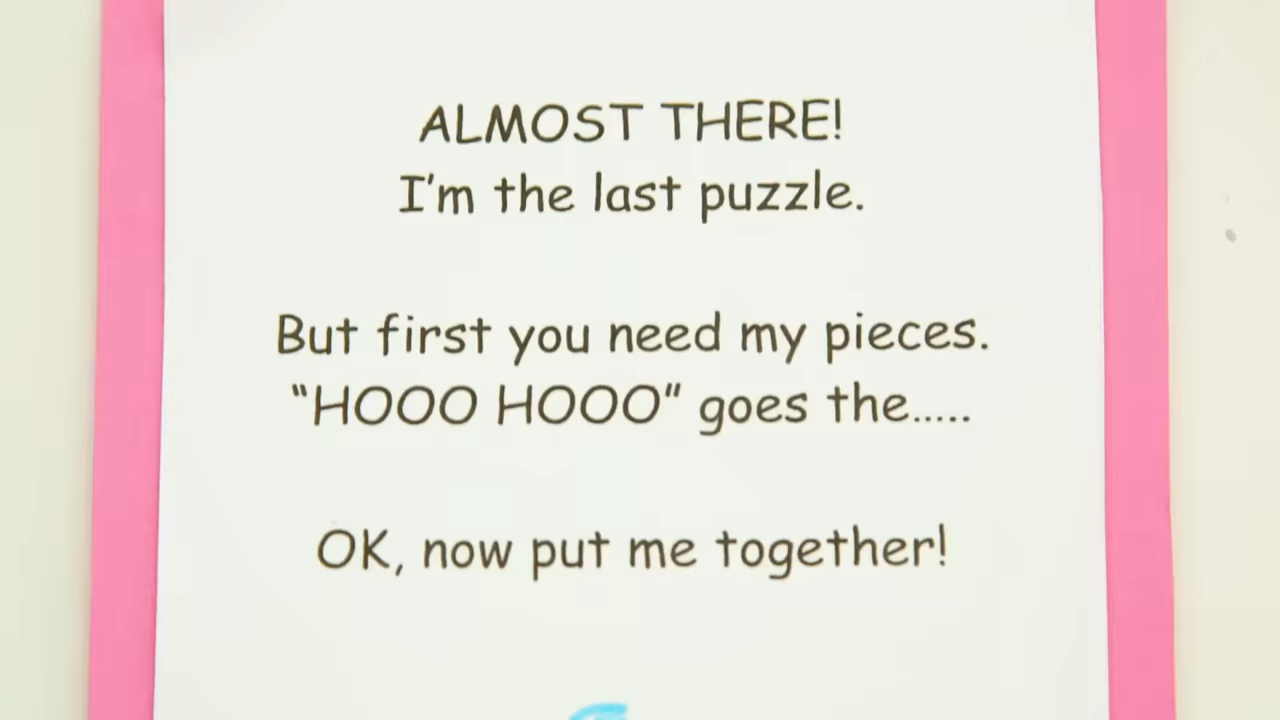 ALMOST THERE!
I'm the last puzzle.
But first you need my pieces.
"HOOO HOOO" goes the.....
OK, now put me together!